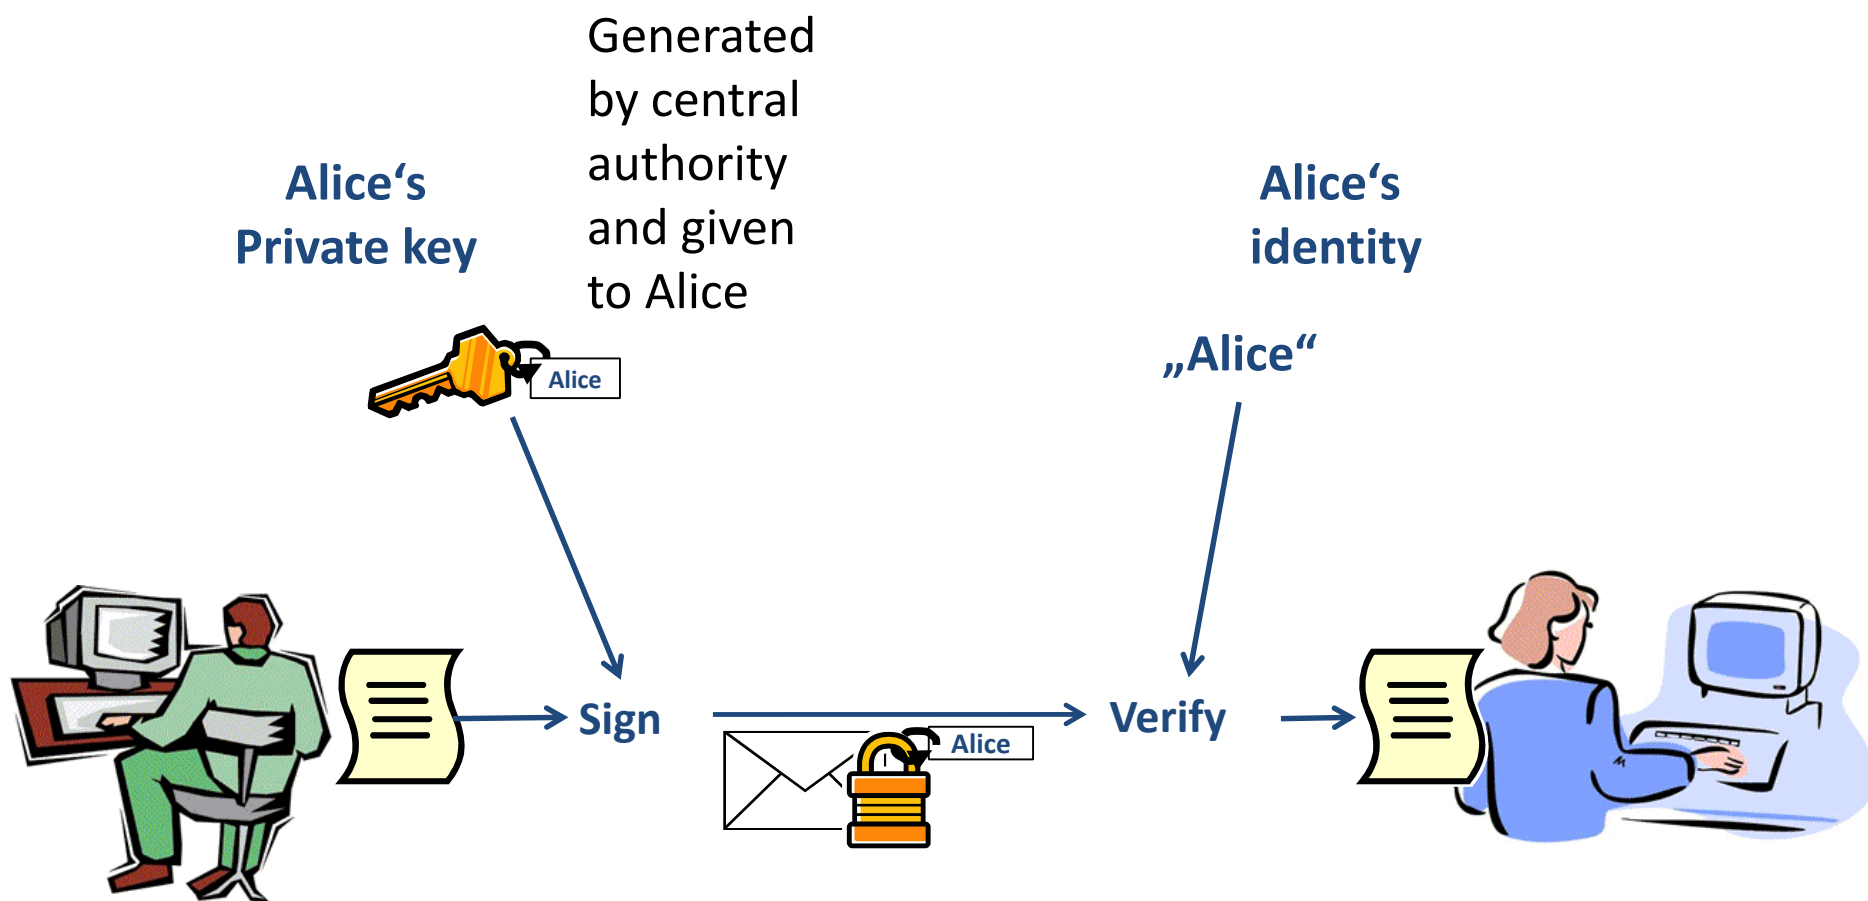 Generated
by central
authority
and given
to Alice
Alice‘s
Private key
Alice‘s
identity
„Alice“
Alice
Sign
Verify
Alice